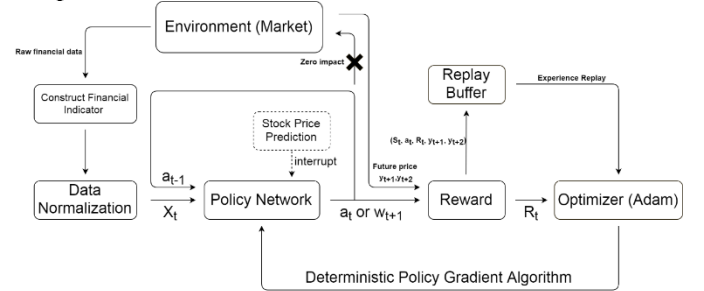 Environment (Market)
Raw financial data
Zero impact
Construct Financial
Indicator
Stock Price
Prediction
interrupt
Replay
Buffer
Experience Replay
(St, at, Rt, yt+1, yt+2)
Future price
yt+1,yt+2
at-1
Data
Normalization
Xt
Policy Network
at or wt+1
Reward
Rt
Optimizer (Adam)
Deterministic Policy Gradient Algorithm